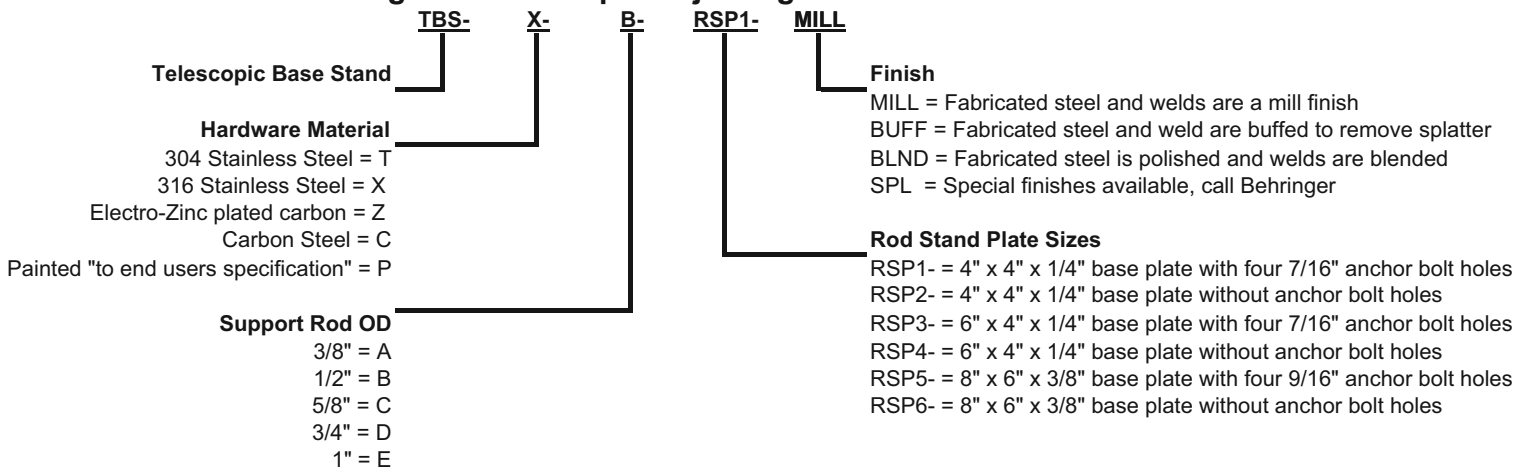 TBS- X- B- RSP1- MILL
Telescopic Base Stand
Hardware Material
304 Stainless Steel = T
316 Stainless Steel = X
Electro-Zinc plated carbon = Z
Carbon Steel = C
Painted "to end users specification" = P
Support Rod OD
3/8" = A
1/2" = B
5/8" = C
3/4" = D
1" = E
Finish
MILL = Fabricated steel and welds are a mill finish
BUFF = Fabricated steel and weld are buffed to remove splatter
BLND = Fabricated steel is polished and welds are blended
SPL = Special finishes available, call Behringer
Rod Stand Plate Sizes
RSP1- = 4" x 4" x 1/4" base plate with four 7/16" anchor bolt holes
RSP2- = 4" x 4" x 1/4" base plate without anchor bolt holes
RSP3- = 6" x 4" x 1/4" base plate with four 7/16" anchor bolt holes
RSP4- = 6" x 4" x 1/4" base plate without anchor bolt holes
RSP5- = 8" x 6" x 3/8" base plate with four 9/16" anchor bolt holes
RSP6- = 8" x 6" x 3/8" base plate without anchor bolt holes